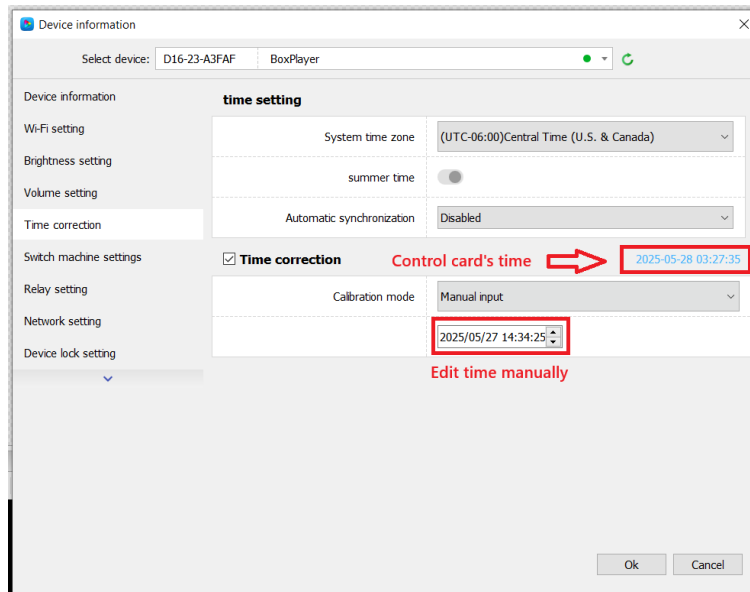 Device information
Select device: D16-23-A3FAF BoxPlayer
Device information
Wi-Fi setting
Brightness setting
Volume setting
Time correction
Switch machine settings
Relay setting
Network setting
Device lock setting
time setting
System time zone (UTC-06:00)Central Time (U.S. & Canada)
summer time
Automatic synchronization Disabled
Time correction Control card's time 2025-05-28 03:27:35
Calibration mode Manual input
2025/05/27 14:34:25
Edit time manually
Ok Cancel